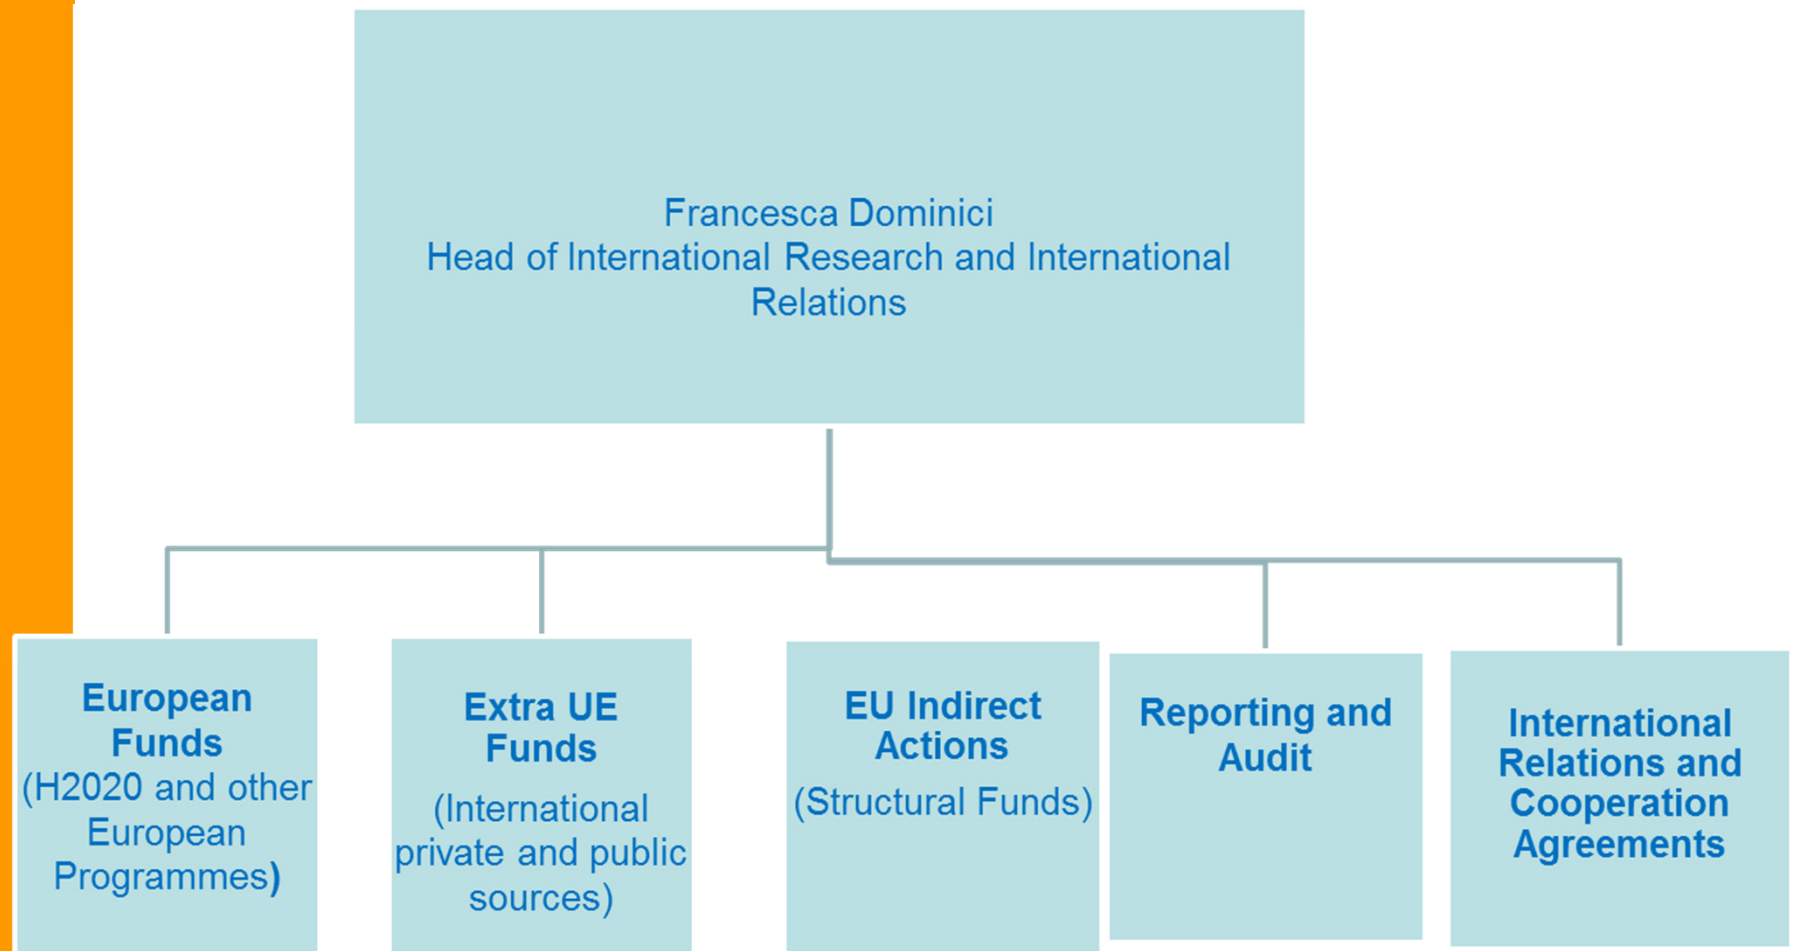 Francesca Dominici
Head of International Research and International
Relations
European
Funds
(H2020 and other
European
Programmes)
Extra UE
Funds
(International
private and public
sources)
EU Indirect
Actions
(Structural Funds)
Reporting and
Audit
International
Relations and
Cooperation
Agreements